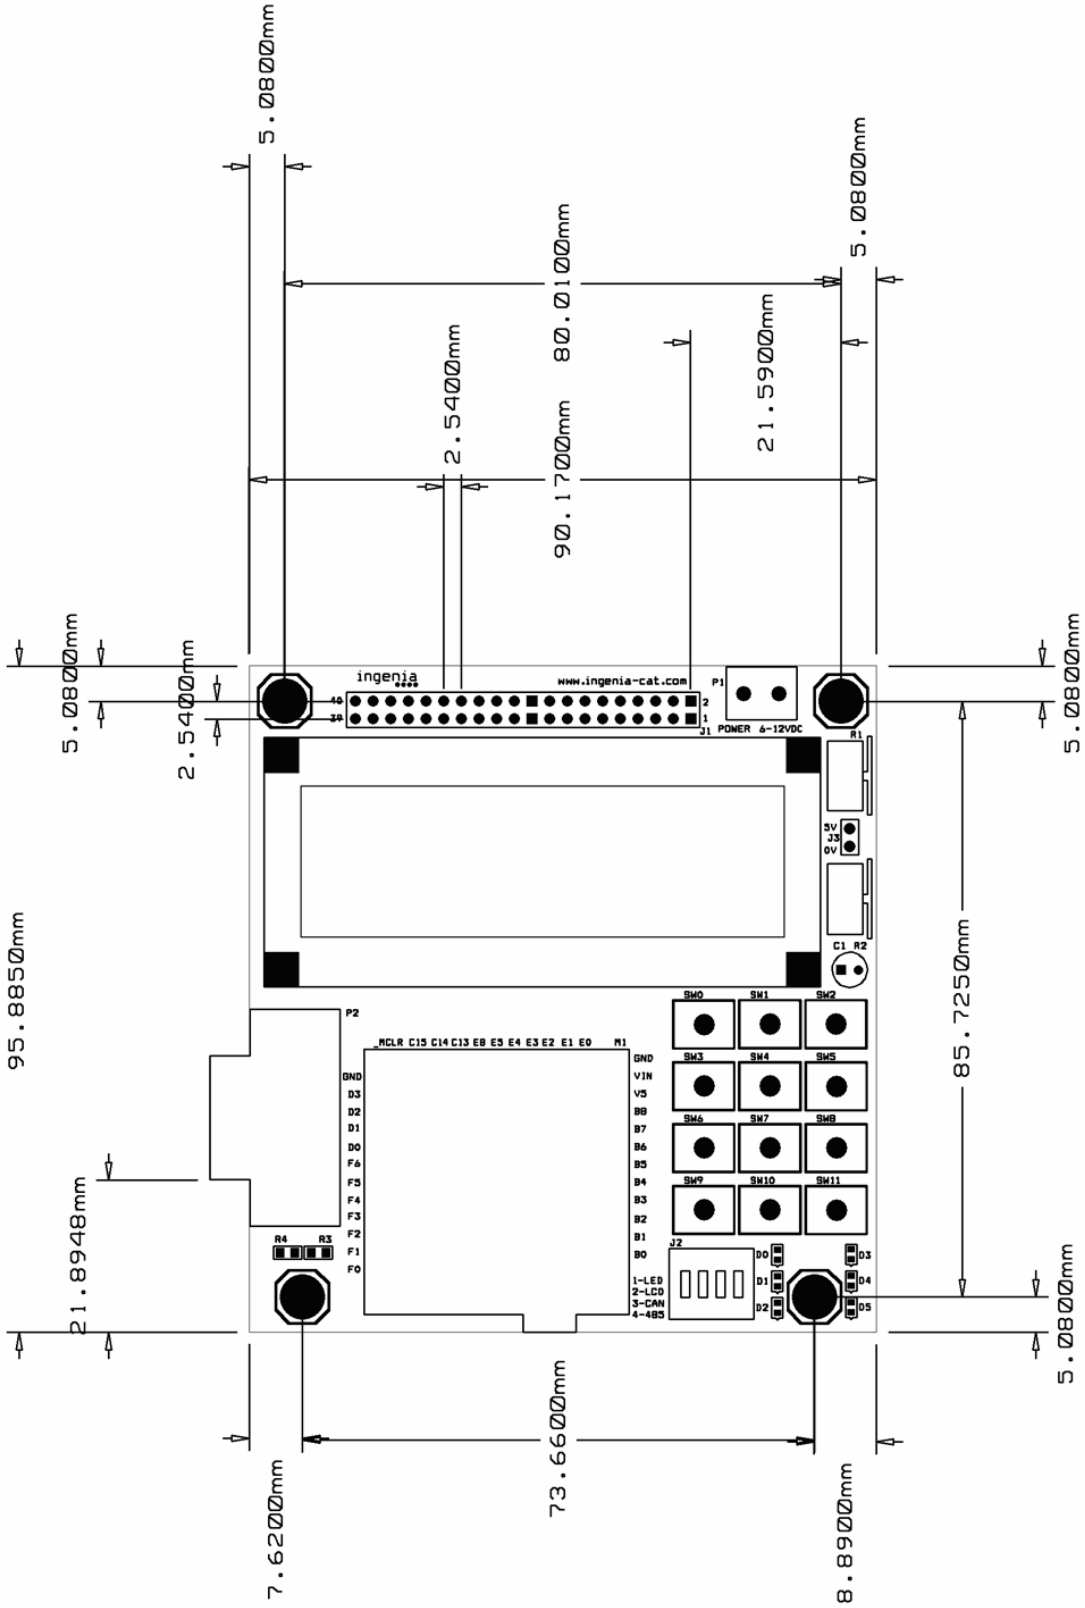 5.0800mm
5.0800mm
80.0100mm
21.5900mm
2.5400mm
90.1700mm
5.0800mm
2.5400mm
5.0800mm
ingenia
www.ingenia-cat.com
P1
40
2
39
1
J1
POWER 6-12VDC
R1
5V
J3
0V
C1 R2
95.8850mm
85.7250mm
SW0 SW1 SW2
P2
_MCLR C15 C14 C13 E8 E5 E4 E3 E2 E1 E0 M1
GND
D3
D2
D1
D0
F6
F5
F4
F3
F2
F1
F0
GND
VIN
V5
B8
B7
B6
B5
B4
B3
B2
B1
B0
SW3 SW4 SW5
SW6 SW7 SW8
SW9 SW10 SW11
21.8948mm
R4 R3
J2
1-LED
2-LCD
3-CAN
4-485
D0 D3
D1 D4
D2 D5
5.0800mm
73.6600mm
7.6200mm
8.8900mm